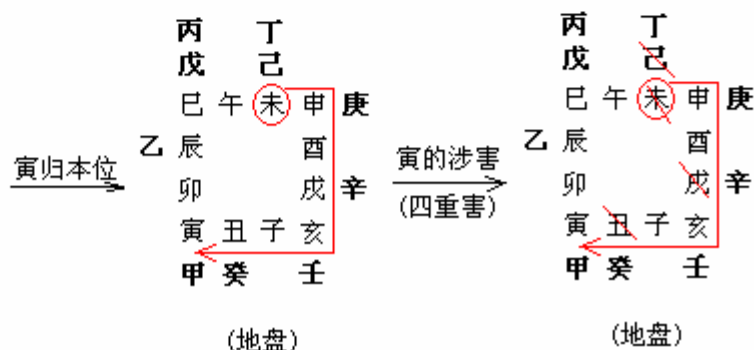 丙 丁
戊 己
巳 午 未 申 庚
乙 辰 酉
卯 戌 辛
寅 丑 子 亥
甲 癸 壬
(地盘)
寅归本位
丙 丁
戊 己
巳 午 未 申 庚
乙 辰 酉
卯 戌 辛
寅 丑 子 亥
甲 癸 壬
(地盘)
寅的涉害
(四重害)